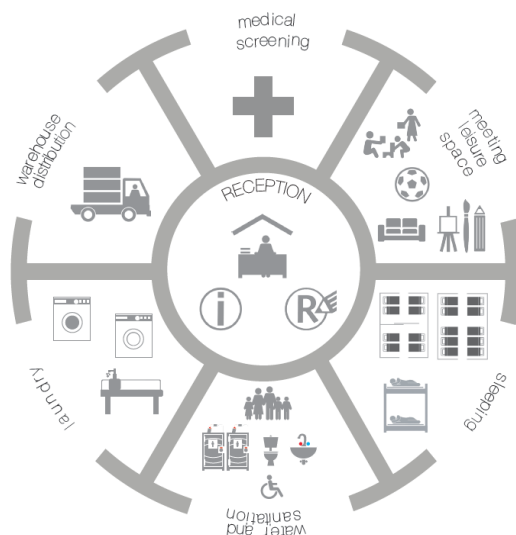 medical
screening
meeting
leisure
space
sleeping
water and
sanitation
laundry
warehouse
distribution
RECEPTION
i
R